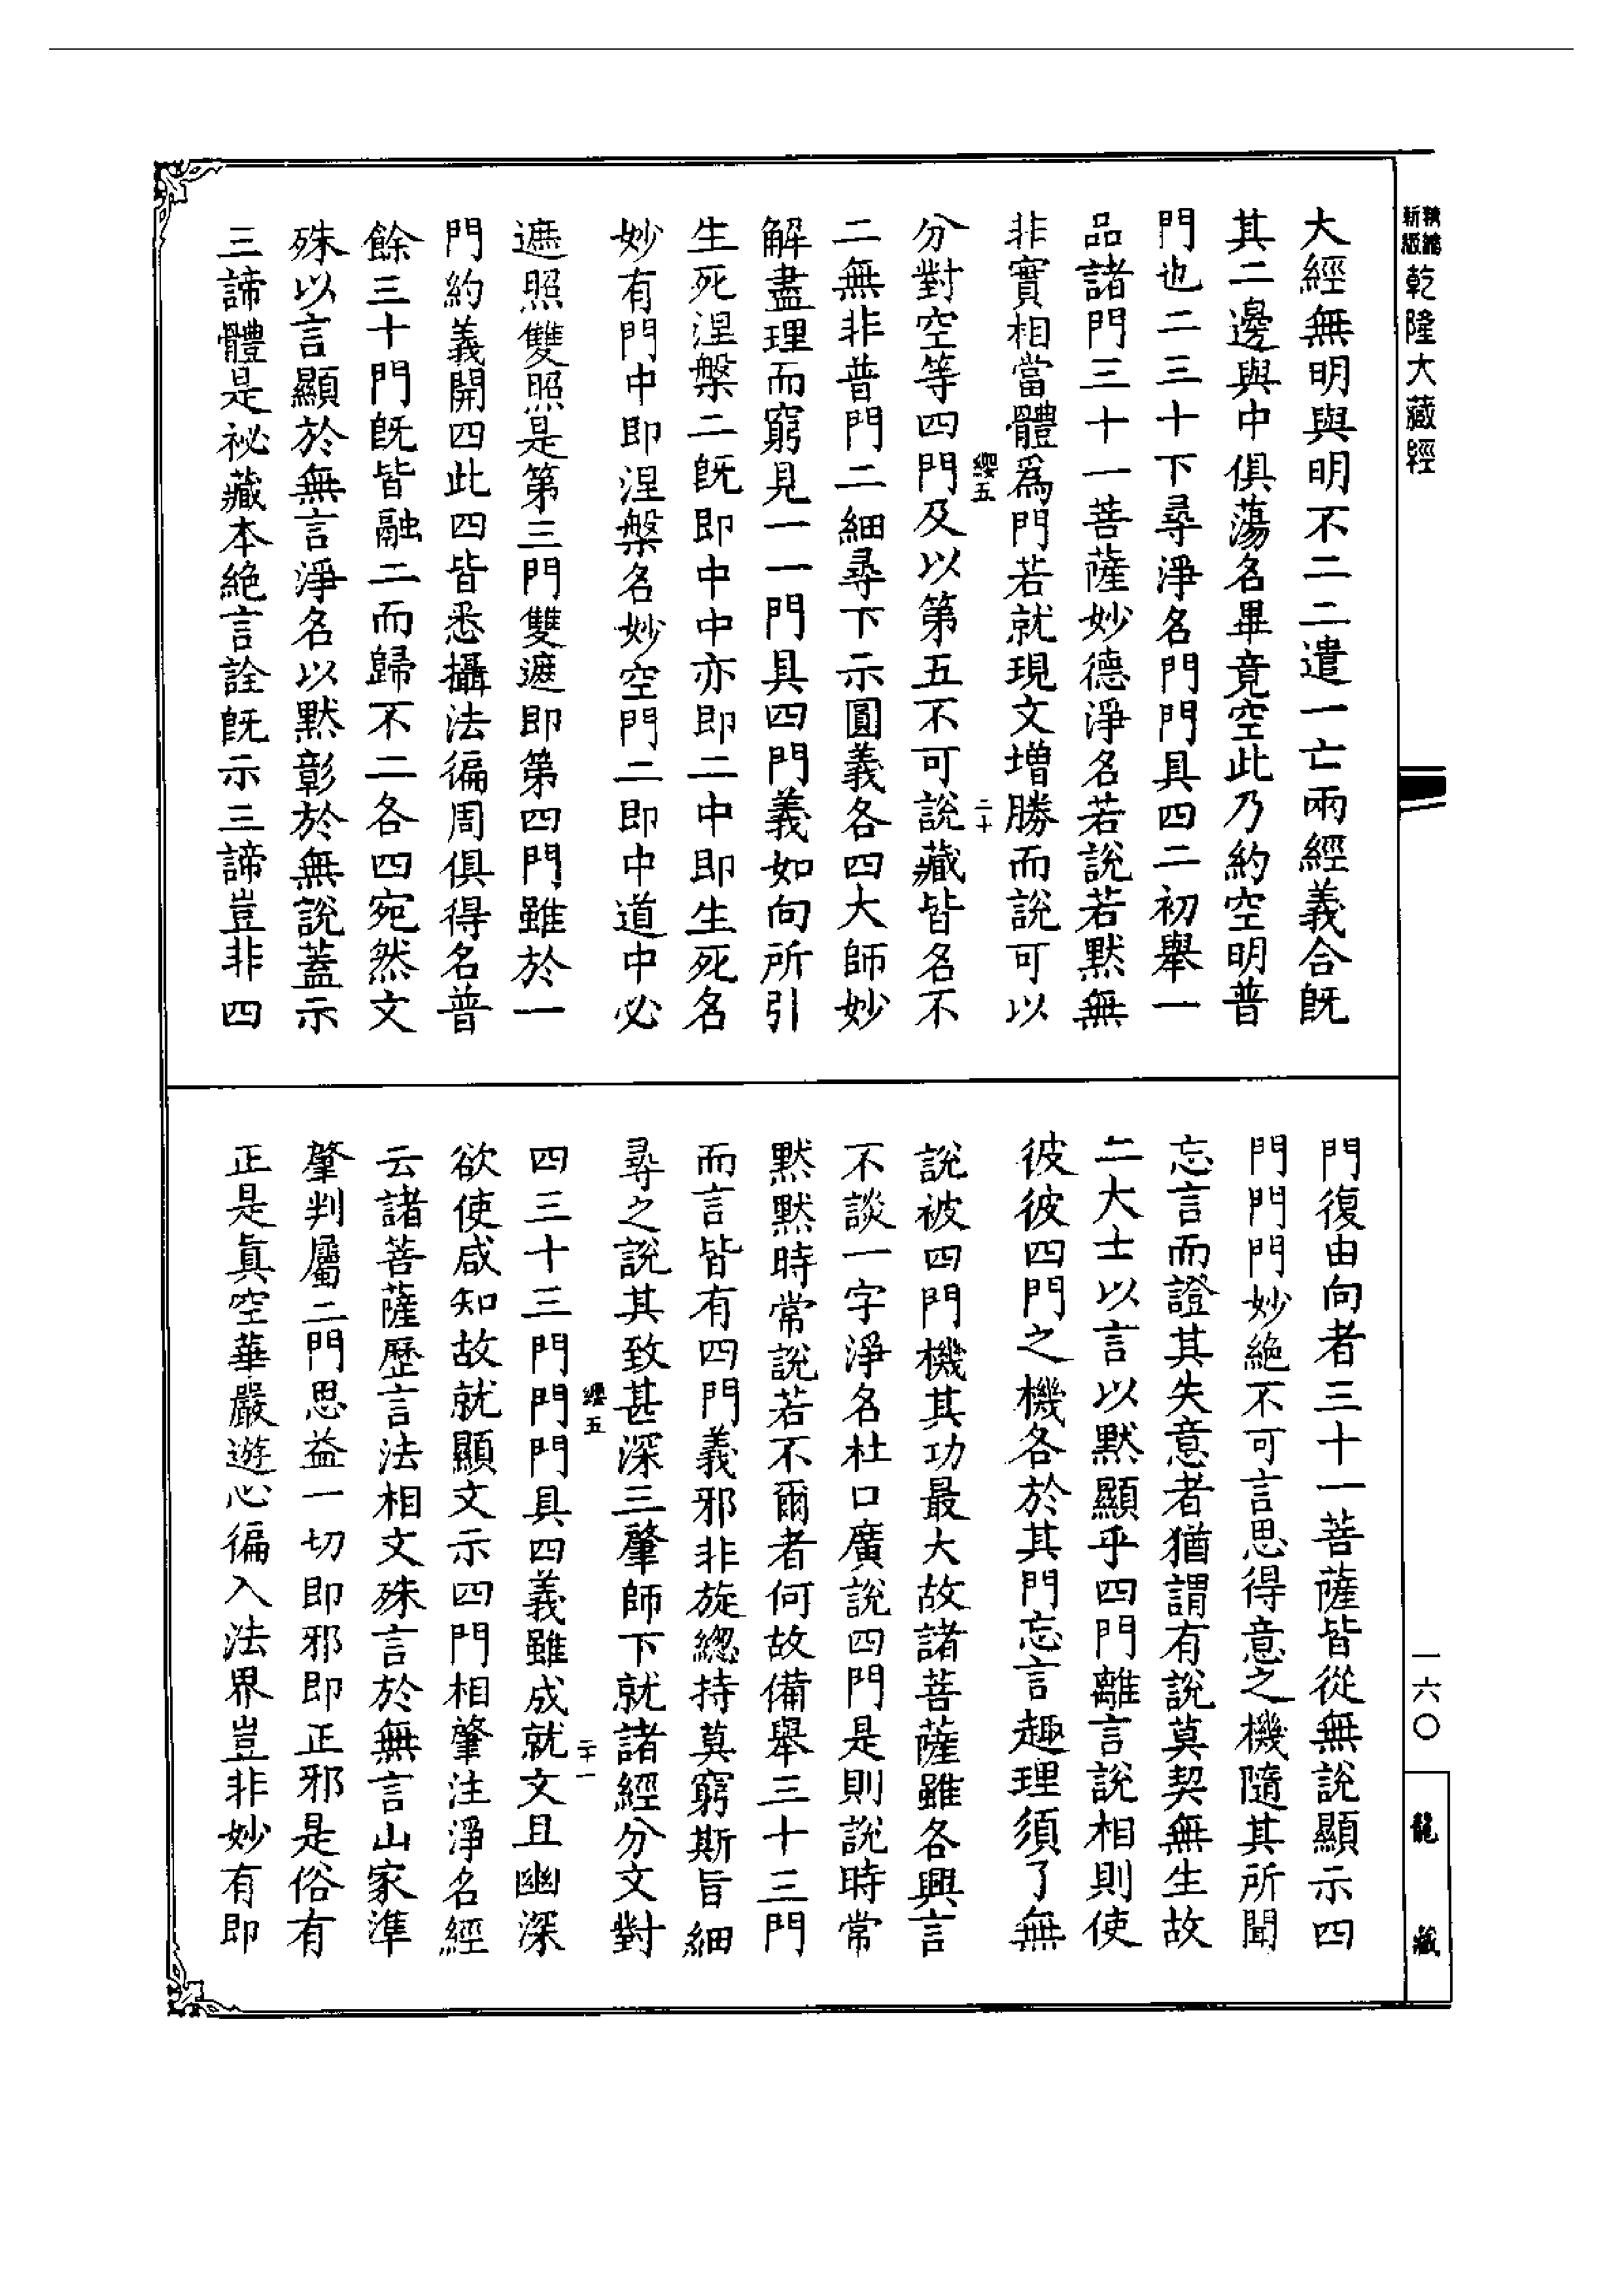 精編新版 乾隆大藏經
大經無明與明不二二遣一亡兩經義合旣
其二邊與中俱蕩名畢竟空此乃約空明普
門也二三十下尋淨名門門具四二初舉一
品諸門三十一菩薩妙德淨名若說若默無
非實相當體爲門若就現文增勝而說可以
纓五 二十
分對空等四門及以第五不可說藏皆名不
二無非普門二細尋下示圓義各四大師妙
解盡理而窮見一一門具四門義如向所引
生死涅槃二旣即中中亦即二中即生死名
妙有門中即涅槃名妙空門二即中道中必
遮照雙照是第三門雙遮即第四門雖於一
門約義開四此四皆悉攝法徧周俱得名普
餘三十門旣皆融二而歸不二各四宛然文
殊以言顯於無言淨名以默彰於無說蓋示
三諦體是祕藏本絕言詮旣示三諦豈非四
門復由向者三十一菩薩皆從無說顯示四
門門門門妙絕不可言思得意之機隨其所聞
忘言而證其失意者猶謂有說莫契無生故
二大士以言以默顯乎四門離言說相則使
彼彼四門之機各於其門忘言趣理須了無
說被四門機其功最大故諸菩薩雖各興言
不談一字淨名杜口廣說四門是則說時常
默默時常說若不爾者何故備舉三十三門
而言皆有四門義邪非旋緫持莫窮斯旨細
尋之說其致甚深三肇師下就諸經分文對
纓五 二十一
四三十三門門門具四義雖成就文且幽深
欲使咸知故就顯文示四門相肇注淨名經
云諸菩薩歷言法相文殊言於無言山家準
肇判屬二門思益一切即邪即正邪是俗有
正是眞空華嚴遊心徧入法界豈非妙有即
一六〇
龍藏